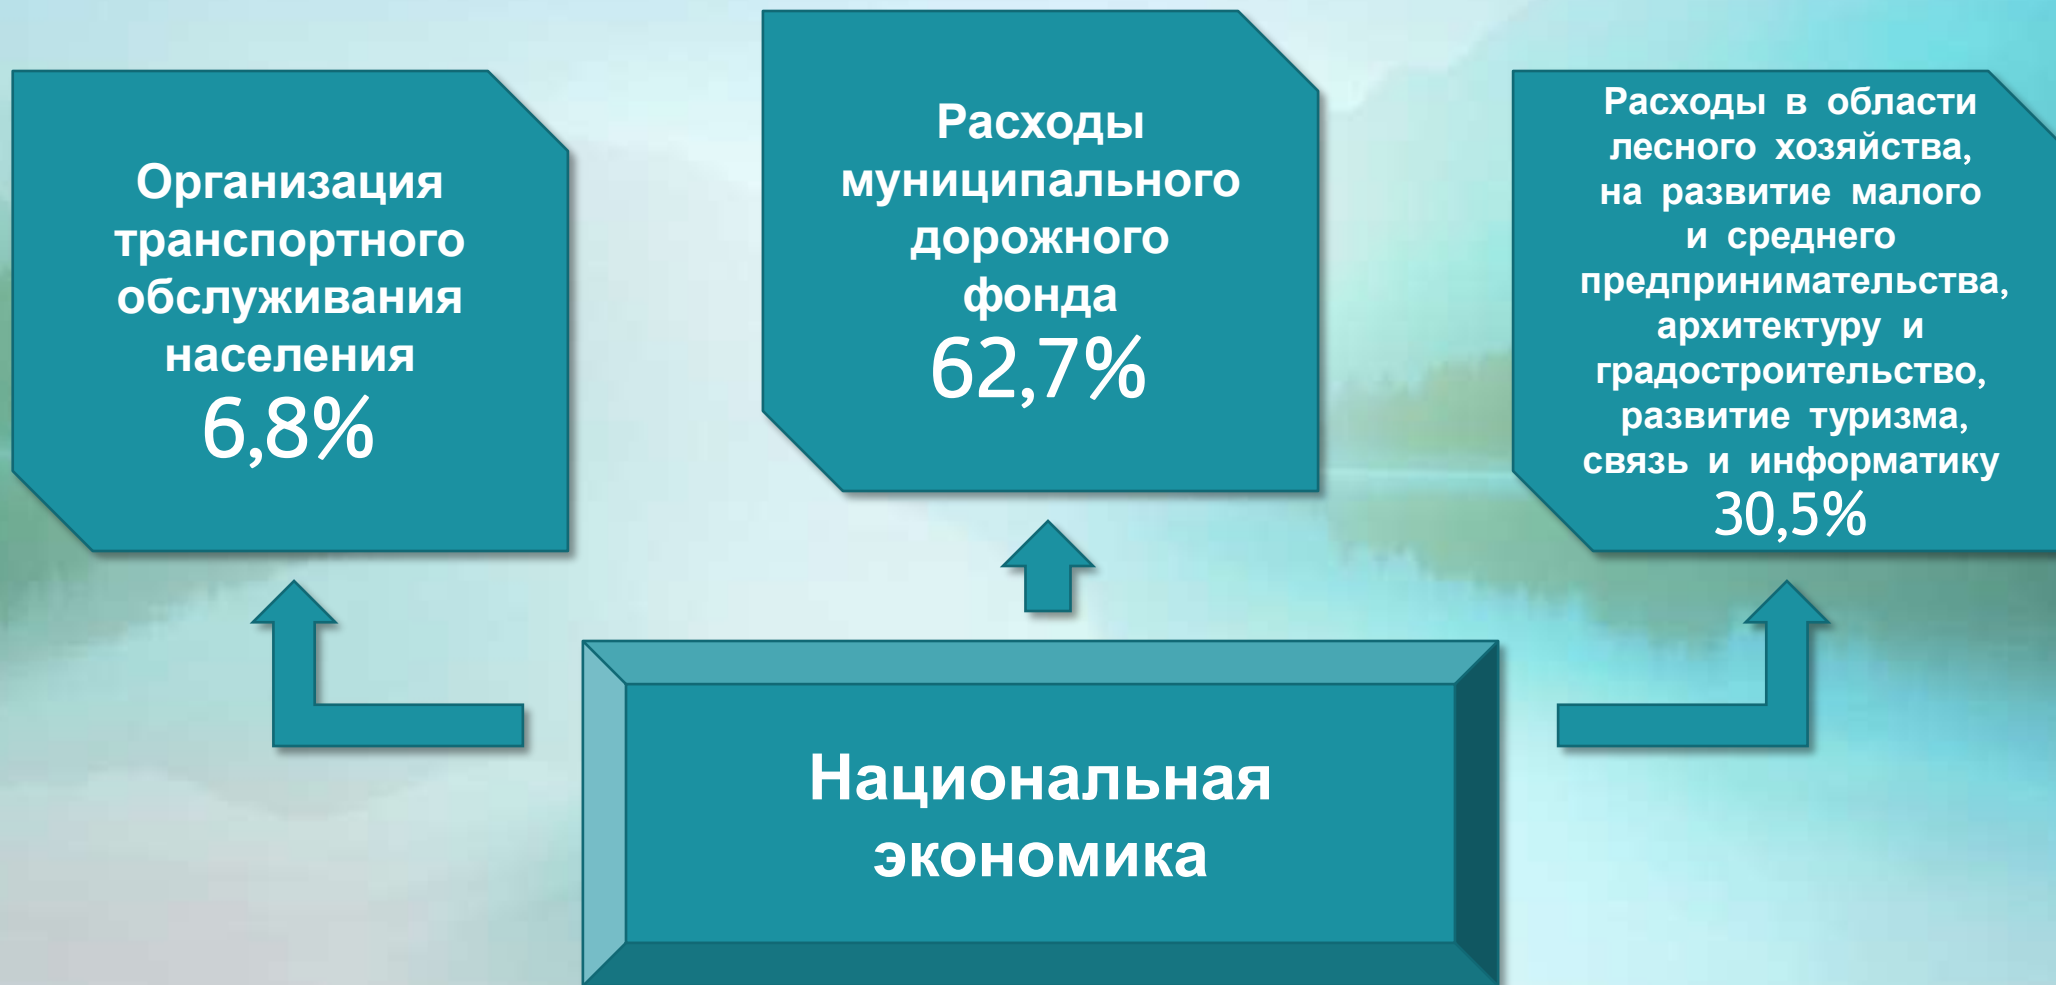 Организация
транспортного
обслуживания
населения
6,8%
Расходы
муниципального
дорожного
фонда
62,7%
Расходы в области
лесного хозяйства,
на развитие малого
и среднего
предпринимательства,
архитектуру и
градостроительство,
развитие туризма,
связь и информатику
30,5%
Национальная
экономика